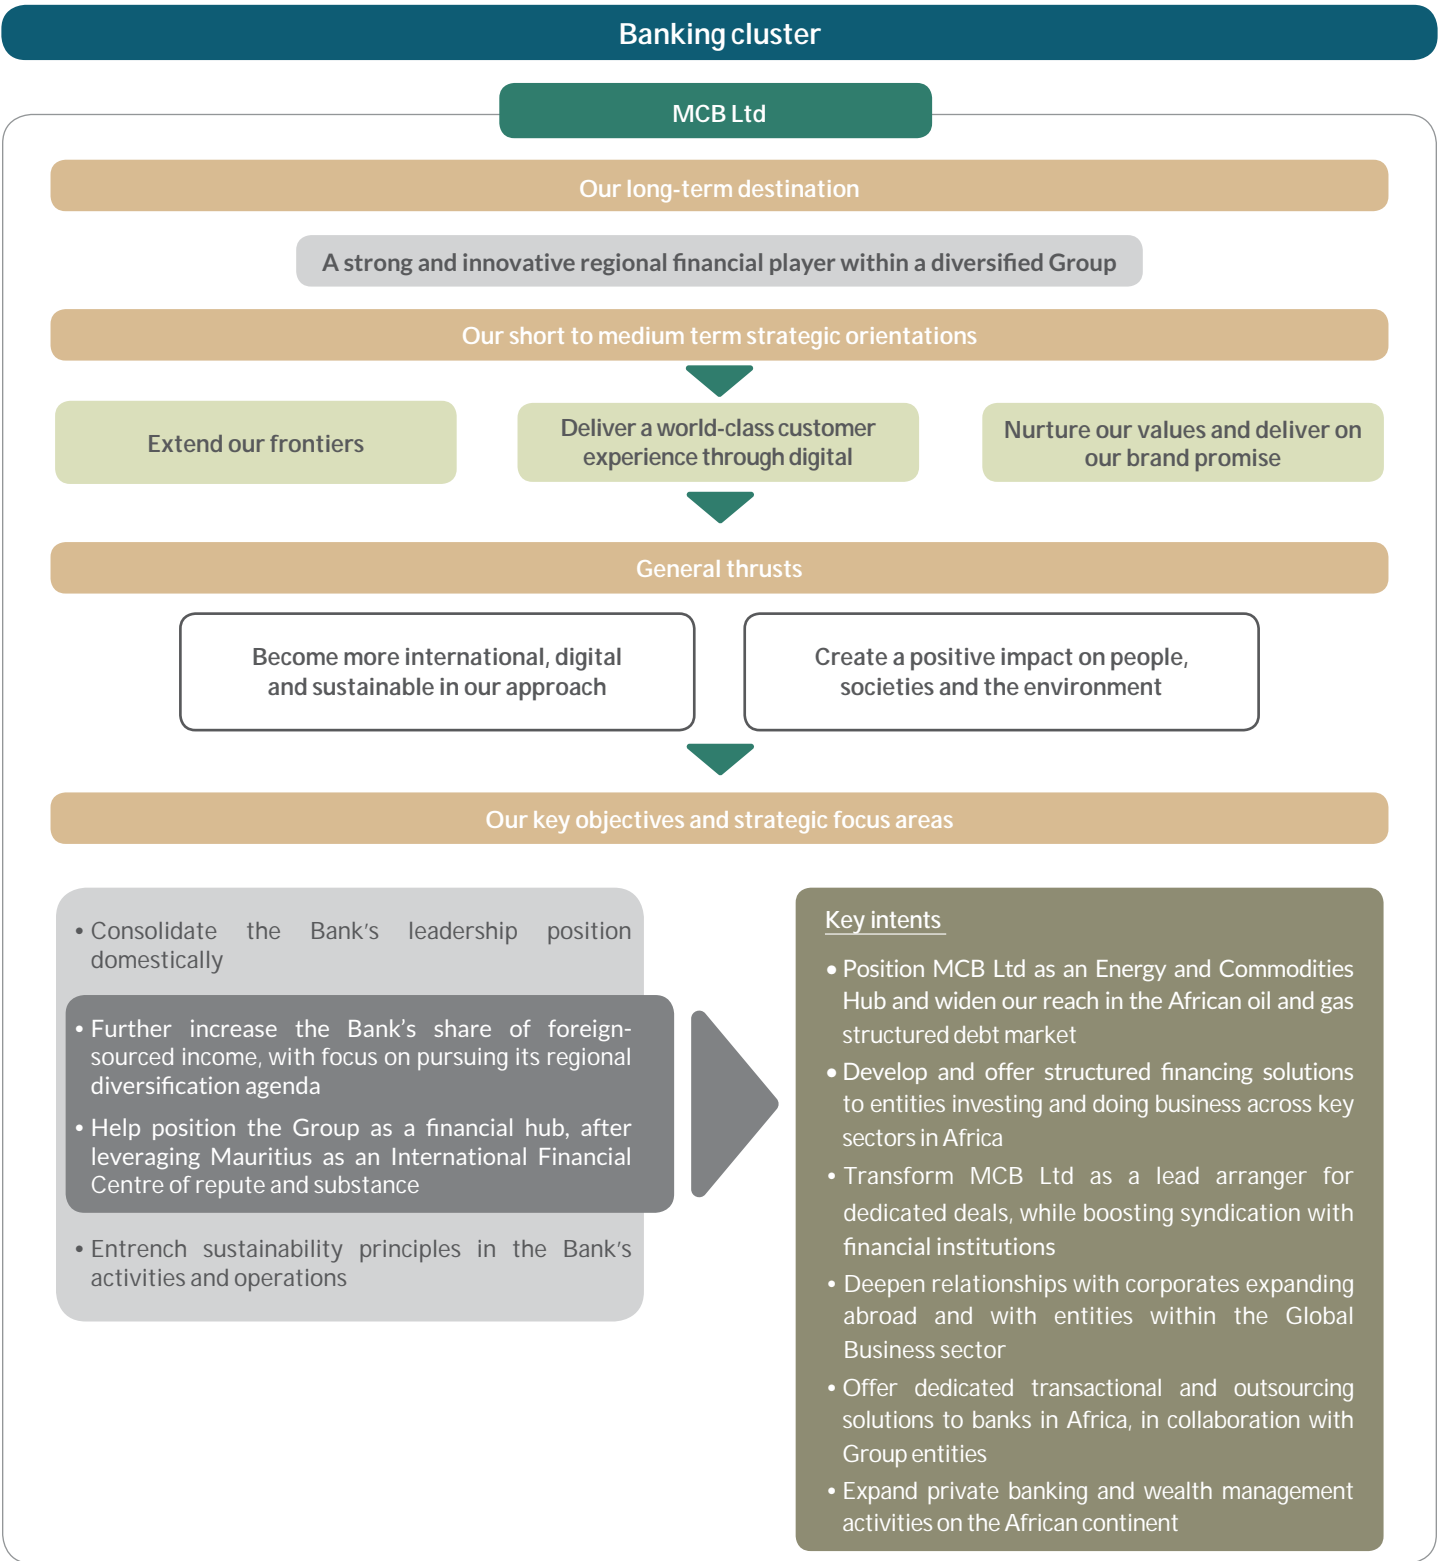 Banking cluster
MCB Ltd
Our long-term destination
A strong and innovative regional financial player within a diversified Group
Our short to medium term strategic orientations
Extend our frontiers
Deliver a world-class customer
experience through digital
Nurture our values and deliver on
our brand promise
General thrusts
Become more international, digital
and sustainable in our approach
Create a positive impact on people,
societies and the environment
Our key objectives and strategic focus areas
• Consolidate the Bank's leadership position
domestically
• Further increase the Bank's share of foreign-
sourced income, with focus on pursuing its regional
diversification agenda
• Help position the Group as a financial hub, after
leveraging Mauritius as an International Financial
Centre of repute and substance
• Entrench sustainability principles in the Bank's
activities and operations
Key intents
• Position MCB Ltd as an Energy and Commodities
Hub and widen our reach in the African oil and gas
structured debt market
• Develop and offer structured financing solutions
to entities investing and doing business across key
sectors in Africa
• Transform MCB Ltd as a lead arranger for
dedicated deals, while boosting syndication with
financial institutions
• Deepen relationships with corporates expanding
abroad and with entities within the Global
Business sector
• Offer dedicated transactional and outsourcing
solutions to banks in Africa, in collaboration with
Group entities
• Expand private banking and wealth management
activities on the African continent